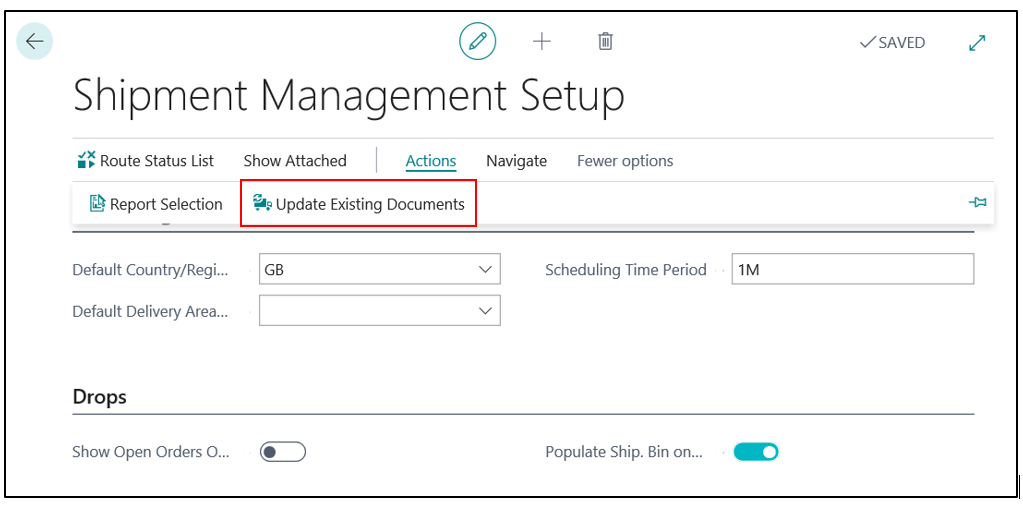 SAVED
Shipment Management Setup
Route Status List Show Attached Actions Navigate Fewer options
Report Selection Update Existing Documents
Default Country/Regi... GB Scheduling Time Period 1M
Default Delivery Area...
Drops
Show Open Orders O... Populate Ship. Bin on...